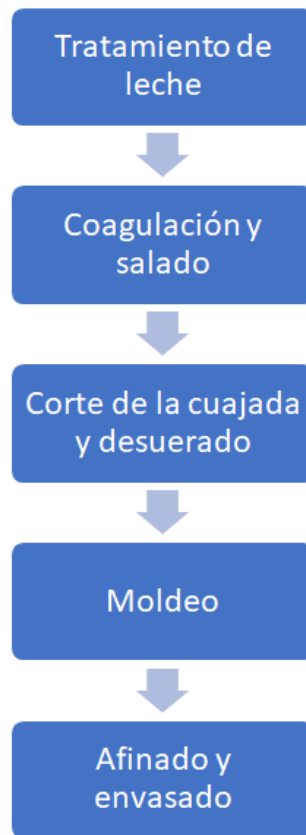 Tratamiento de
leche
Coagulación y
salado
Corte de la cuajada
y desuerado
Moldeo
Afinado y
envasado